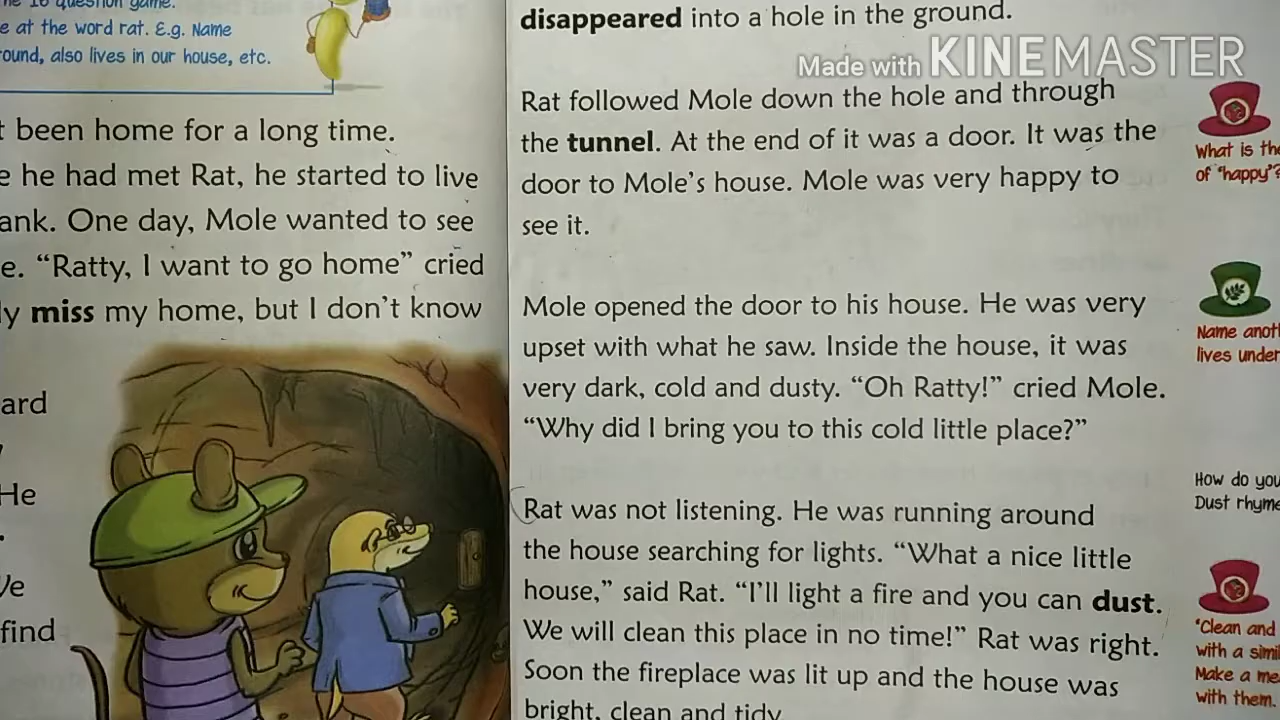 he 16 question game.
e at the word rat. E.g. Name
ound, also lives in our house, etc.
t been home for a long time.
e he had met Rat, he started to live
ank. One day, Mole wanted to see
e. “Ratty, I want to go home” cried
ly miss my home, but I don’t know
ard
He
We
find
disappeared into a hole in the ground.
Made with KINEMASTER
Rat followed Mole down the hole and through
the tunnel. At the end of it was a door. It was the
door to Mole’s house. Mole was very happy to
see it.
Mole opened the door to his house. He was very
upset with what he saw. Inside the house, it was
very dark, cold and dusty. “Oh Ratty!” cried Mole.
“Why did I bring you to this cold little place?”
Rat was not listening. He was running around
the house searching for lights. “What a nice little
house,” said Rat. “I’ll light a fire and you can dust.
We will clean this place in no time!” Rat was right.
Soon the fireplace was lit up and the house was
bright, clean and tidy
What is the
of “happy”?
Name anot
lives under
How do you
Dust rhyme
‘Clean and
with a simil
Make a me
with them.